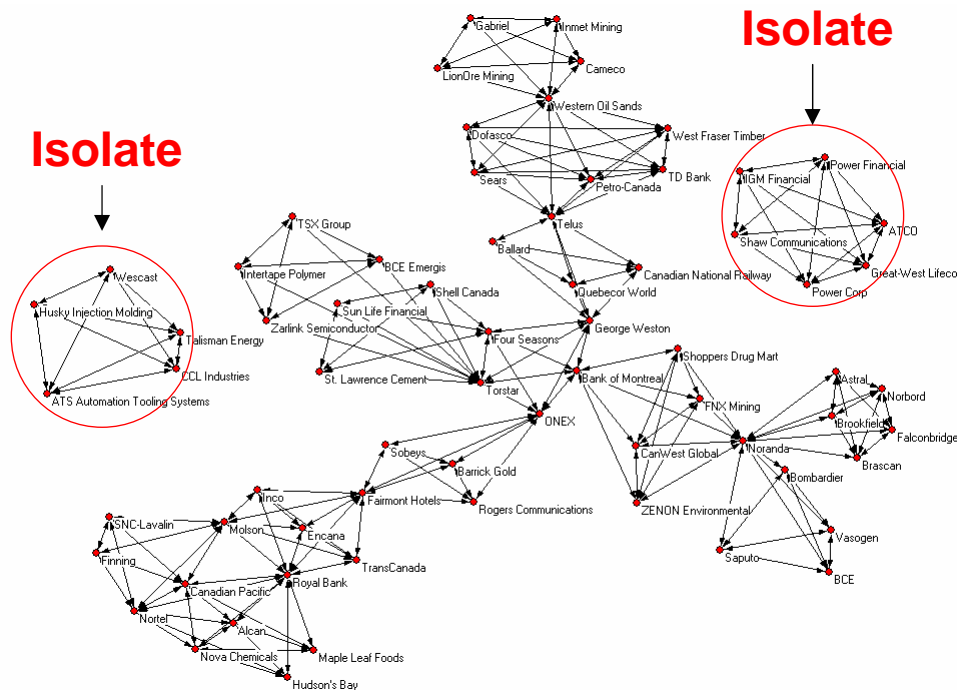 Isolate
Gabriel
Inmet Mining
LionOre Mining
Cameco
Western Oil Sands
Dofasco
West Fraser Timber
Sears
Petro-Canada
TD Bank
Telus
Isolate
Power Financial
IGM Financial
Shaw Communications
ATCO
Great-West Lifeco
Power Corp
Isolate
Wescast
Husky Injection Molding
Talisman Energy
CCL Industries
ATS Automation Tooling Systems
TSX Group
Intertape Polymer
BCE Emergis
Zarlink Semiconductor
Sun Life Financial
Shell Canada
St. Lawrence Cement
Four Seasons
Torstar
Ballard
Canadian National Railway
Quebecor World
George Weston
Bank of Montreal
ONEX
Shoppers Drug Mart
FNX Mining
CanWest Global
Noranda
ZENON Environmental
Astral
Norbord
Brookfield
Falconbridge
Brascan
Bombardier
Vasogen
Saputo
BCE
Sobeys
Barrick Gold
Rogers Communications
Fairmont Hotels
Inco
SNC-Lavalin
Molson
Encana
Finning
TransCanada
Canadian Pacific
Royal Bank
Nortel
Alcan
Nova Chemicals
Maple Leaf Foods
Hudson's Bay